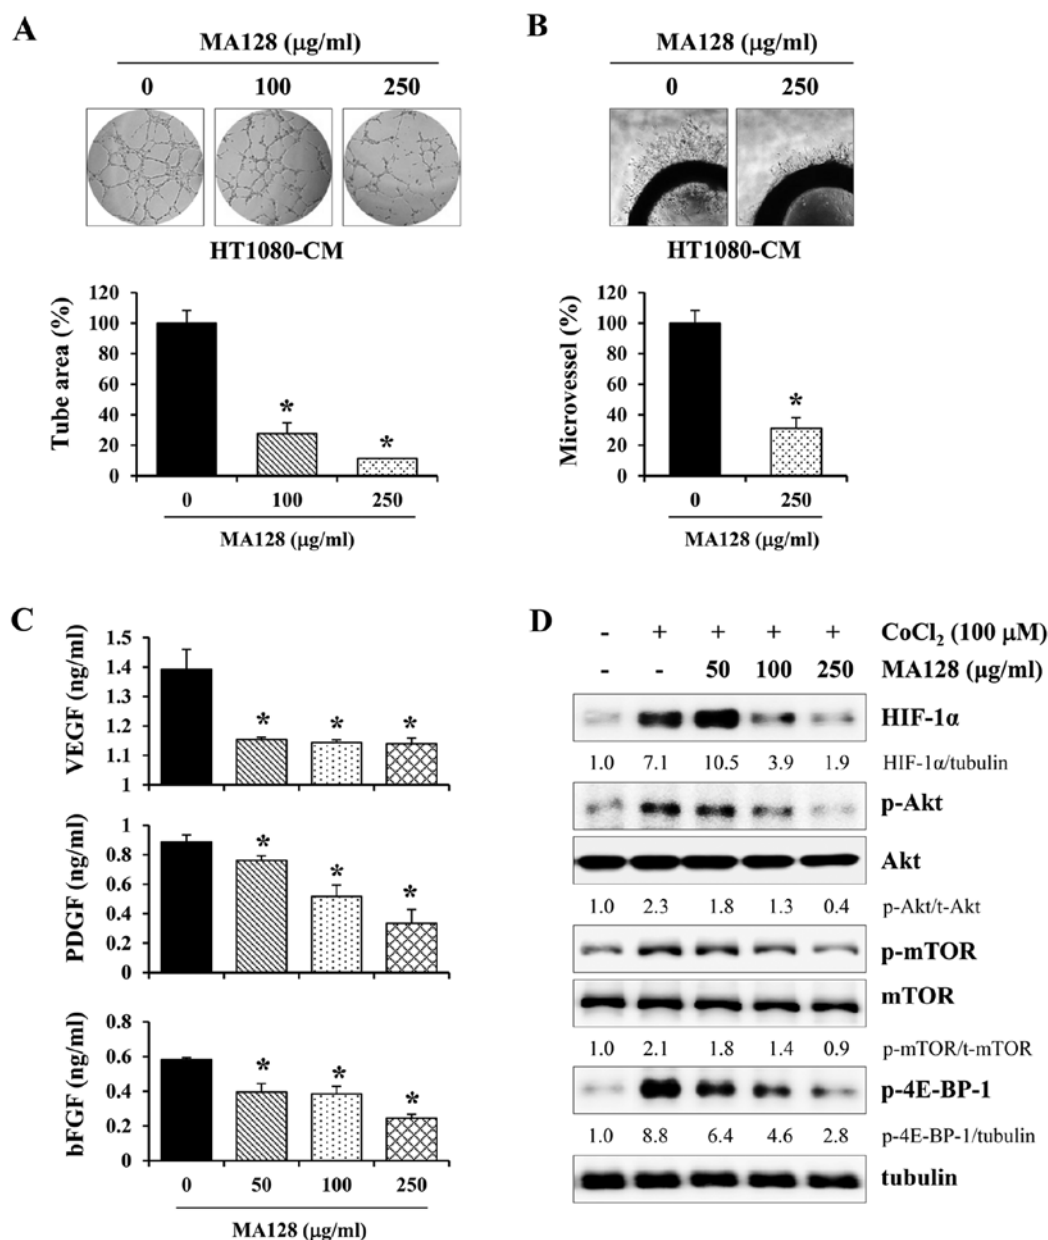 A
MA128 (μg/ml)
0 100 250
HT1080-CM
Tube area (%)
120
100
80
60
40
20
0
* *
0 100 250
MA128 (μg/ml)
B
MA128 (μg/ml)
0 250
HT1080-CM
Microvessel (%)
120
100
80
60
40
20
0
*
0 250
MA128 (μg/ml)
C
VEGF (ng/ml)
1.5
1.4
1.3
1.2
1.1
1
* * *
PDGF (ng/ml)
1
0.8
0.6
0.4
0.2
0
* * *
bFGF (ng/ml)
0.8
0.6
0.4
0.2
0
* * *
0 50 100 250
MA128 (μg/ml)
D
- + + + + CoCl₂ (100 μM)
- - 50 100 250 MA128 (μg/ml)
HIF-1α
1.0 7.1 10.5 3.9 1.9 HIF-1α/tubulin
p-Akt
Akt
1.0 2.3 1.8 1.3 0.4 p-Akt/t-Akt
p-mTOR
mTOR
1.0 2.1 1.8 1.4 0.9 p-mTOR/t-mTOR
p-4E-BP-1
1.0 8.8 6.4 4.6 2.8 p-4E-BP-1/tubulin
tubulin